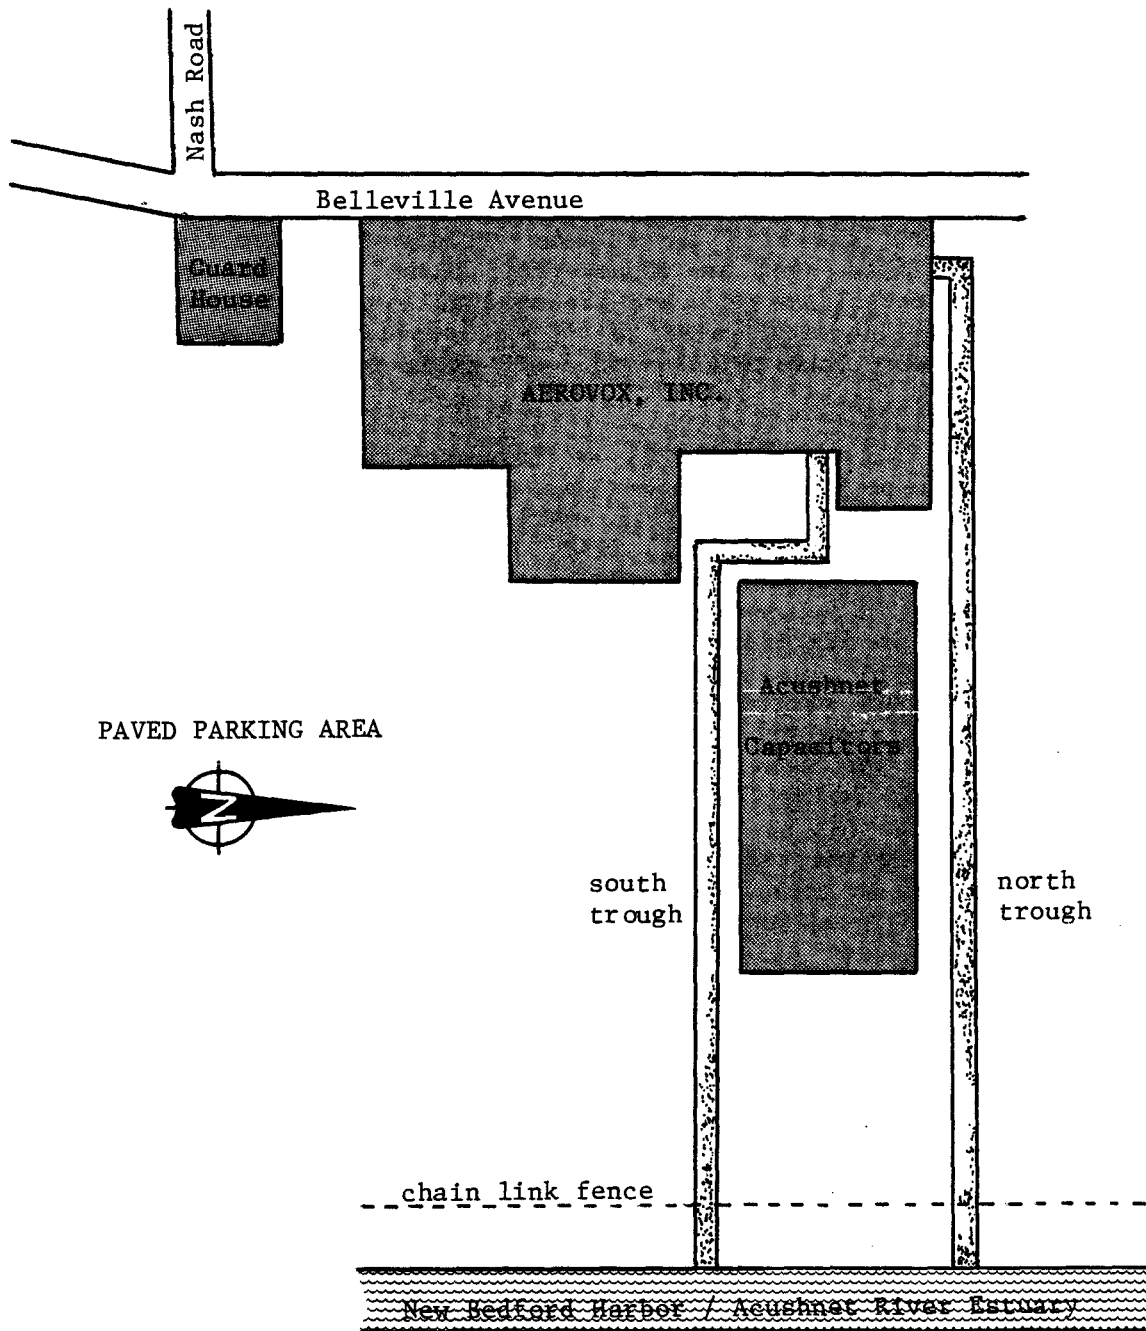 Nash Road
Belleville Avenue
Guard
House
AEROVOX, INC.
Acushnet
Capacitors
PAVED PARKING AREA
N
south
trough
north
trough
chain link fence
New Bedford Harbor / Acushnet River Estuary